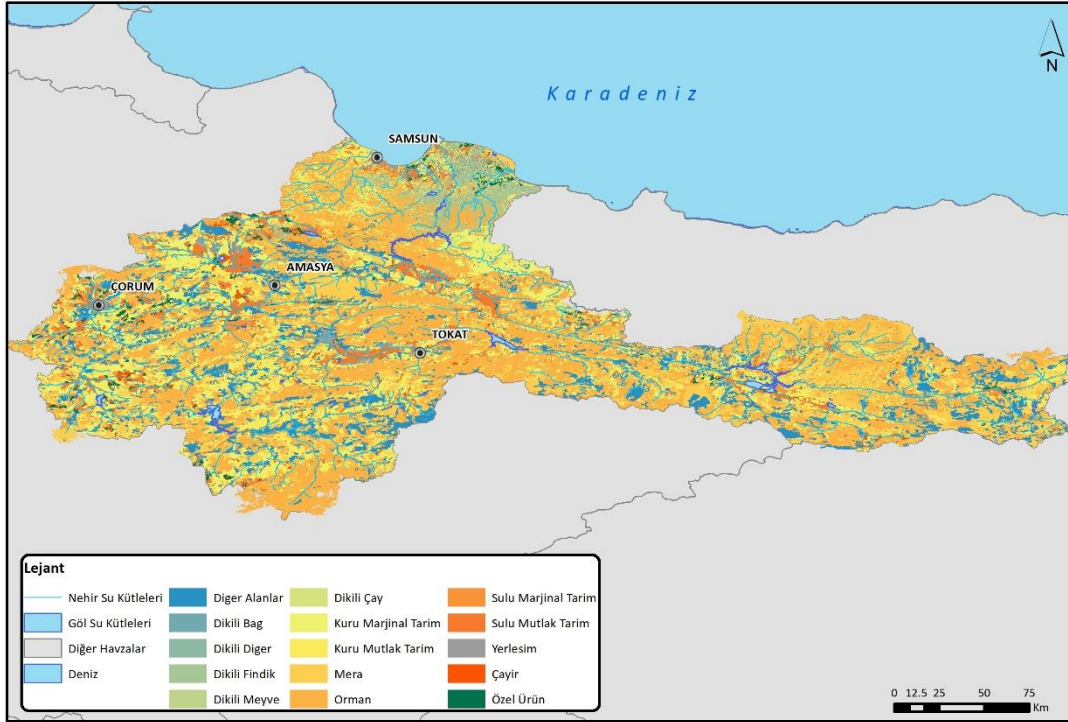 N
Karadeniz
SAMSUN
AMASYA
ÇORUM
TOKAT
Lejant
Nehir Su Kütleleri
Göl Su Kütleleri
Diğer Havzalar
Deniz
Diger Alanlar
Dikili Bag
Dikili Diger
Dikili Findik
Dikili Meyve
Dikili Çay
Kuru Marjinal Tarim
Kuru Mutlak Tarim
Mera
Orman
Sulu Marjinal Tarim
Sulu Mutlak Tarim
Yerlesim
Çayir
Özel Ürün
0 12.5 25 50 75
Km